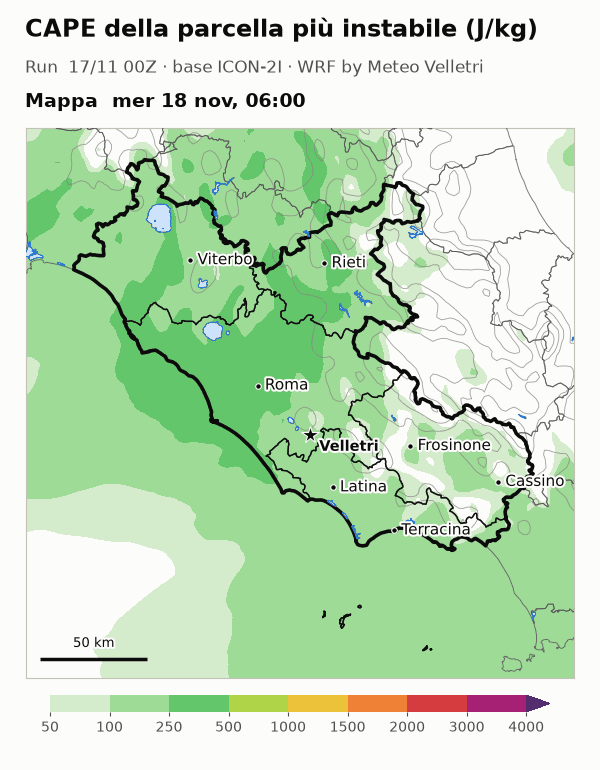 CAPE della parcella più instabile (J/kg)
Run  17/11 00Z · base ICON-2I · WRF by Meteo Velletri
Mappa  mer 18 nov, 06:00
Viterbo
Rieti
Roma
Velletri
Frosinone
Cassino
Latina
Terracina
50 km
50 100 250 500 1000 1500 2000 3000 4000